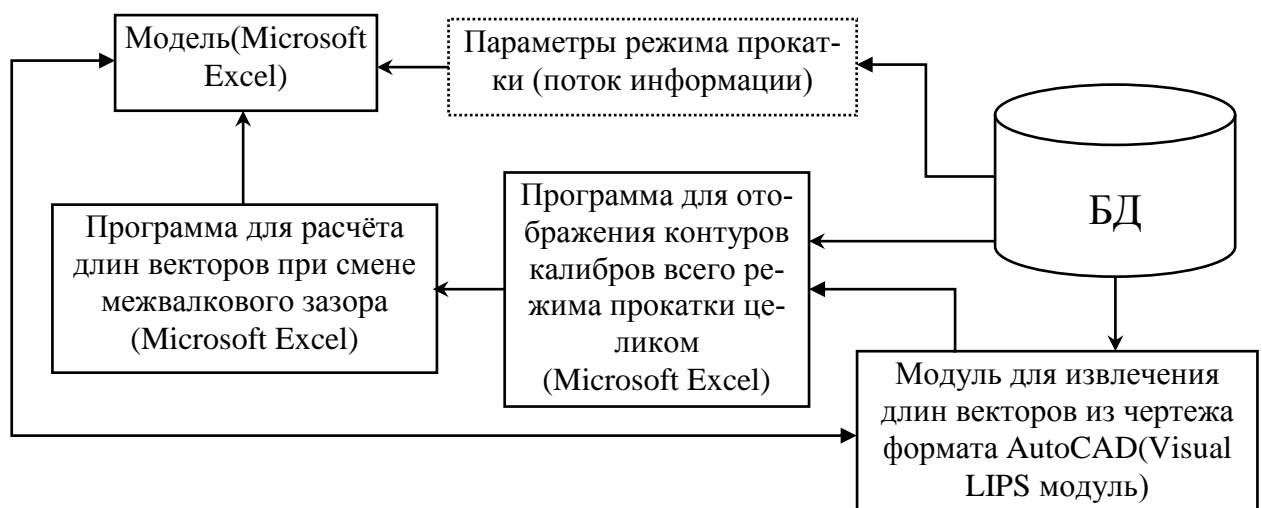 Модель(Microsoft
Excel)
Параметры режима прокат-
ки (поток информации)
БД
Программа для расчёта
длин векторов при смене
межвалкового зазора
(Microsoft Excel)
Программа для ото-
бражения контуров
калибров всего ре-
жима прокатки це-
ликом
(Microsoft Excel)
Модуль для извлечения
длин векторов из чертежа
формата AutoCAD(Visual
LIPS модуль)